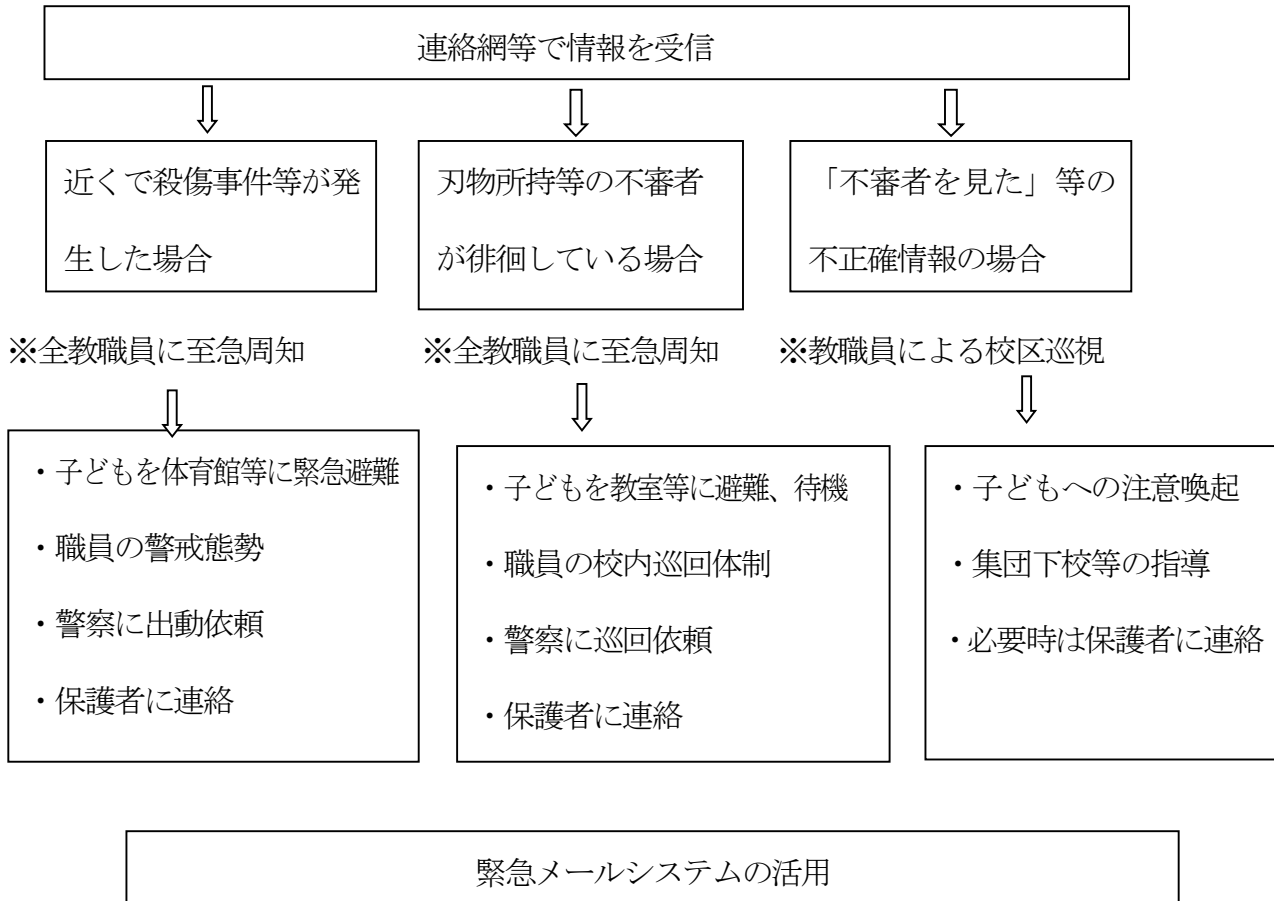 連絡網等で情報を受信
近くで殺傷事件等が発
生した場合
刃物所持等の不審者
が徘徊している場合
「不審者を見た」等の
不正確情報の場合
※全教職員に至急周知
※全教職員に至急周知
※教職員による校区巡視
・子どもを体育館等に緊急避難
・職員の警戒態勢
・警察に出動依頼
・保護者に連絡
・子どもを教室等に避難、待機
・職員の校内巡回体制
・警察に巡回依頼
・保護者に連絡
・子どもへの注意喚起
・集団下校等の指導
・必要時は保護者に連絡
緊急メールシステムの活用